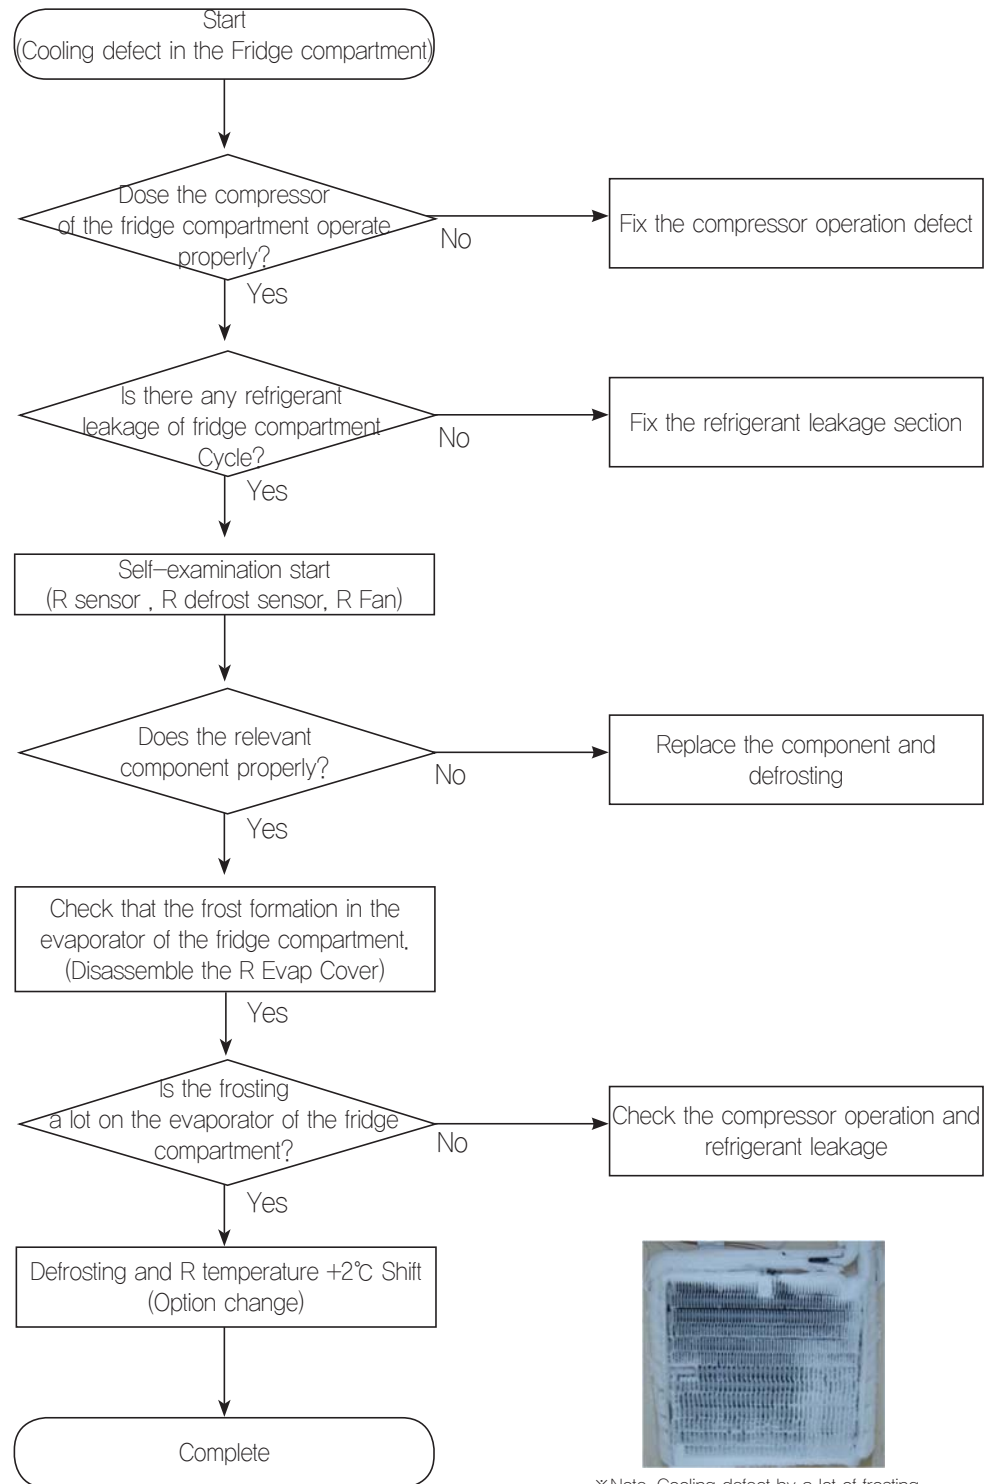 Start
(Cooling defect in the Fridge compartment)
Dose the compressor
of the fridge compartment operate
properly?
No
Fix the compressor operation defect
Yes
Is there any refrigerant
leakage of fridge compartment
Cycle?
No
Fix the refrigerant leakage section
Yes
Self-examination start
(R sensor , R defrost sensor, R Fan)
Does the relevant
component properly?
No
Replace the component and
defrosting
Yes
Check that the frost formation in the
evaporator of the fridge compartment.
(Disassemble the R Evap Cover)
Yes
Is the frosting
a lot on the evaporator of the fridge
compartment?
No
Check the compressor operation and
refrigerant leakage
Yes
Defrosting and R temperature +2℃ Shift
(Option change)
Complete
※Note. Cooling defect by a lot of frosting